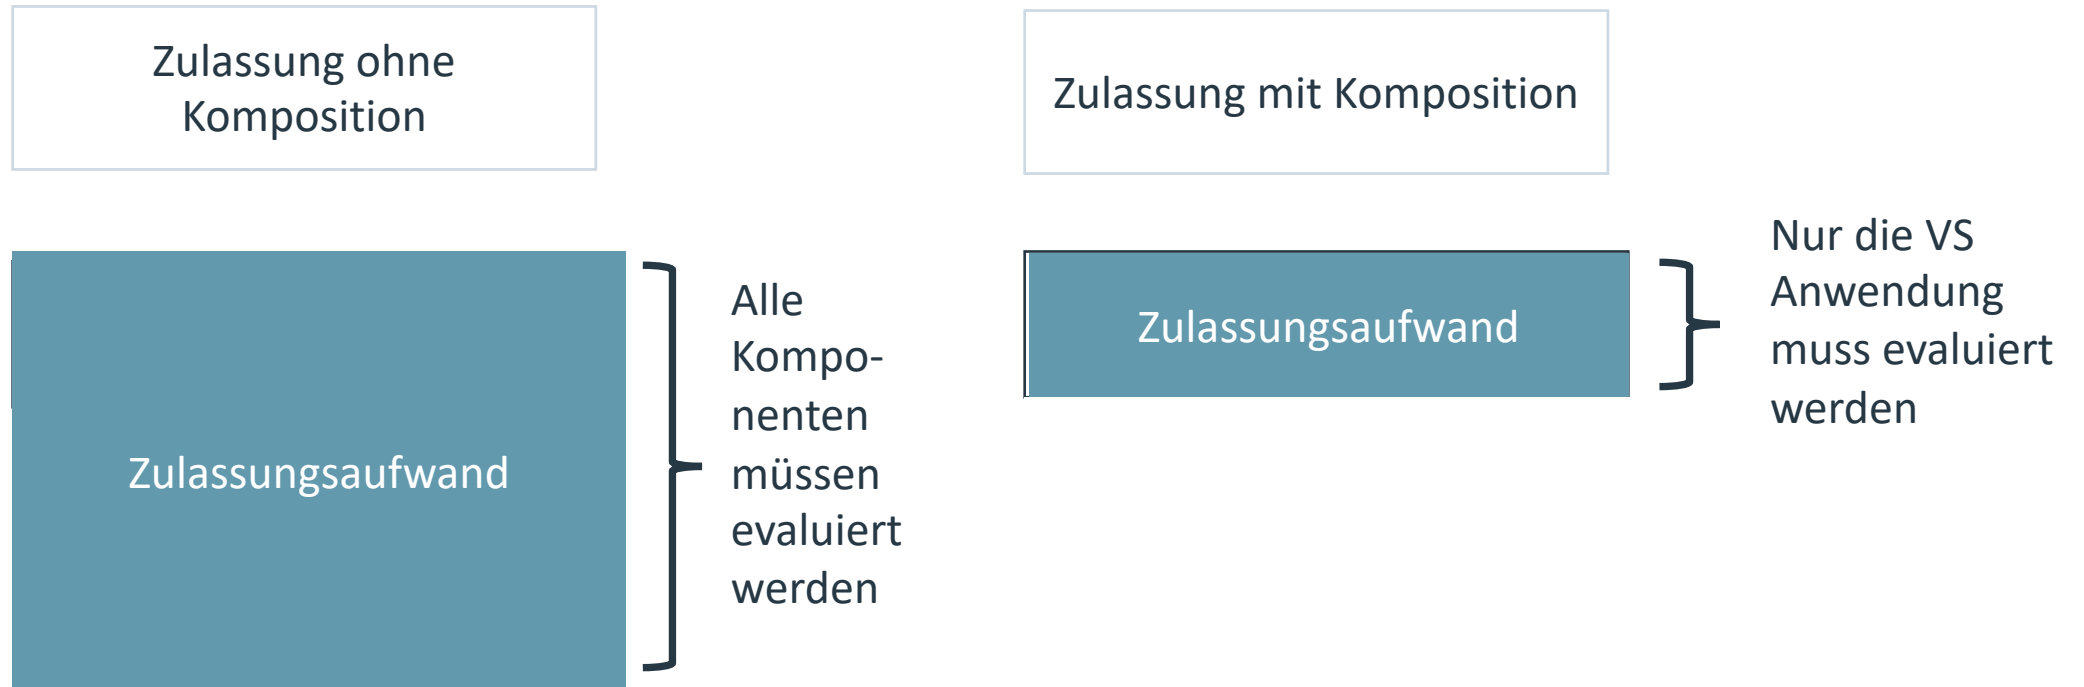 Zulassung ohne
Komposition
Zulassung mit Komposition
Zulassungsaufwand
Alle
Kompo-
nenten
müssen
evaluiert
werden
Zulassungsaufwand
Nur die VS
Anwendung
muss evaluiert
werden